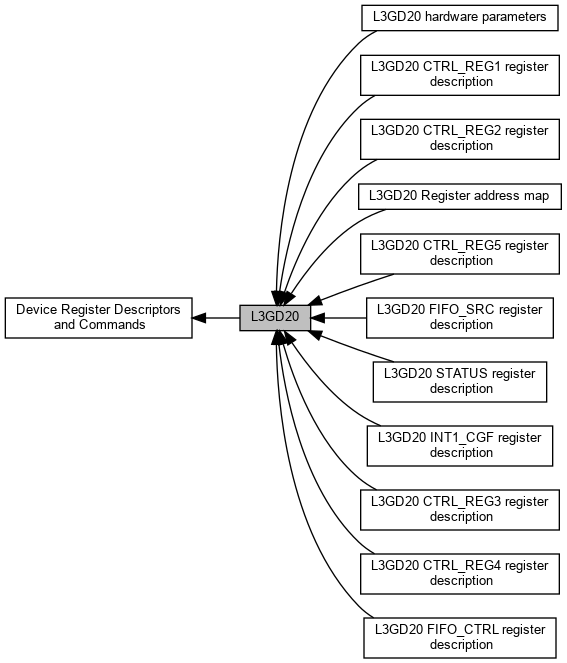 L3GD20 hardware parameters
L3GD20 CTRL_REG1 register
description
L3GD20 CTRL_REG2 register
description
L3GD20 Register address map
L3GD20 CTRL_REG5 register
description
Device Register Descriptors
and Commands
L3GD20
L3GD20 FIFO_SRC register
description
L3GD20 STATUS register
description
L3GD20 INT1_CGF register
description
L3GD20 CTRL_REG3 register
description
L3GD20 CTRL_REG4 register
description
L3GD20 FIFO_CTRL register
description